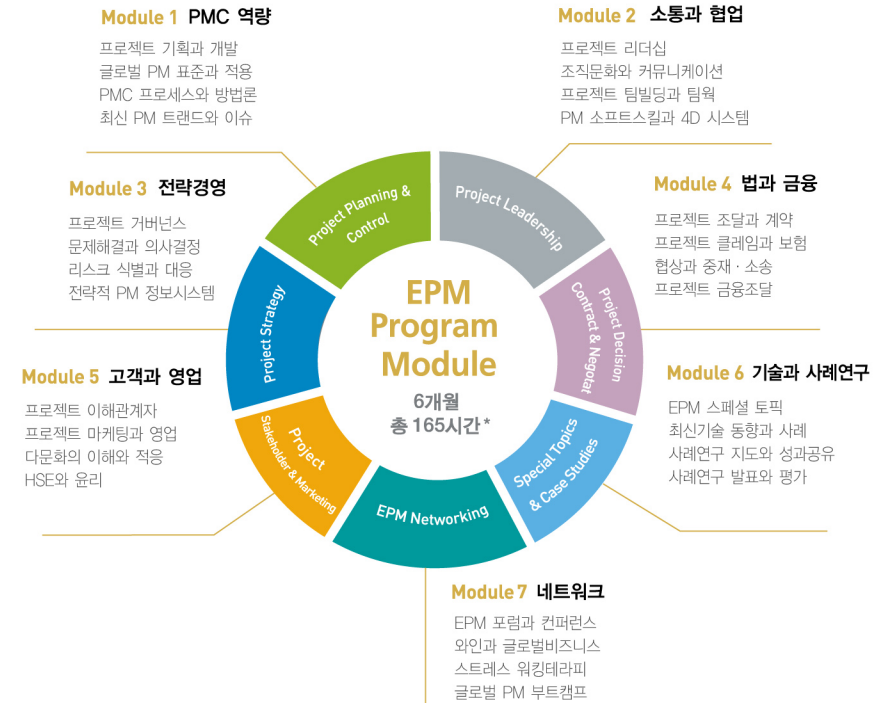 Module 1 PMC 역량
프로젝트 기획과 개발
글로벌 PM 표준과 적용
PMC 프로세스와 방법론
최신 PM 트랜드와 이슈
Module 2 소통과 협업
프로젝트 리더십
조직문화와 커뮤니케이션
프로젝트 팀빌딩과 팀웍
PM 소프트스킬과 4D 시스템
Module 3 전략경영
프로젝트 거버넌스
문제해결과 의사결정
리스크 식별과 대응
전략적 PM 정보시스템
Module 4 법과 금융
프로젝트 조달과 계약
프로젝트 클레임과 보험
협상과 중재 · 소송
프로젝트 금융조달
Module 5 고객과 영업
프로젝트 이해관계자
프로젝트 마케팅과 영업
다문화의 이해와 적응
HSE와 윤리
Module 6 기술과 사례연구
EPM 스페셜 토픽
최신기술 동향과 사례
사례연구 지도와 성과공유
사례연구 발표와 평가
Module 7 네트워크
EPM 포럼과 컨퍼런스
와인과 글로벌비즈니스
스트레스 워킹테라피
글로벌 PM 부트캠프
Project Planning &
Control
Project Leadership
Project Strategy
Project Decision
Contract & Negotiat
Project
Stakeholder & Marketing
Special Topics
& Case Studies
EPM Networking
EPM
Program
Module
6개월
총 165시간*